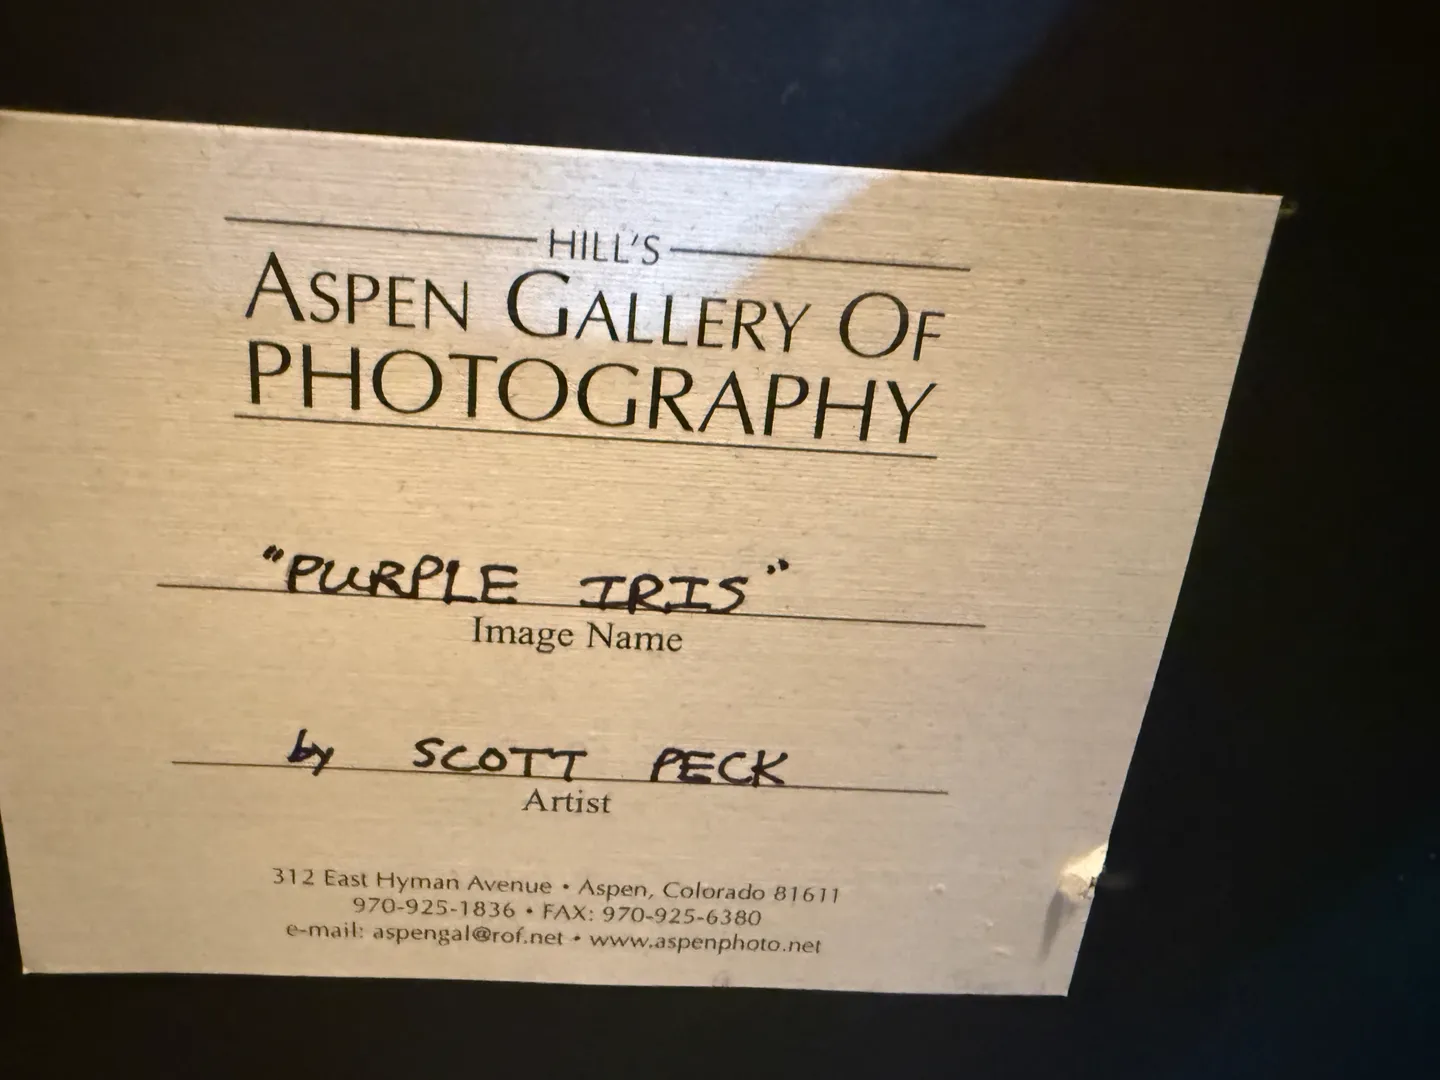 HILL'S
ASPEN GALLERY OF
PHOTOGRAPHY
"PURPLE IRIS"
Image Name
by SCOTT PECK
Artist
312 East Hyman Avenue • Aspen, Colorado 81611
970-925-1836 • FAX: 970-925-6380
e-mail: aspengal@rof.net • www.aspenphoto.net